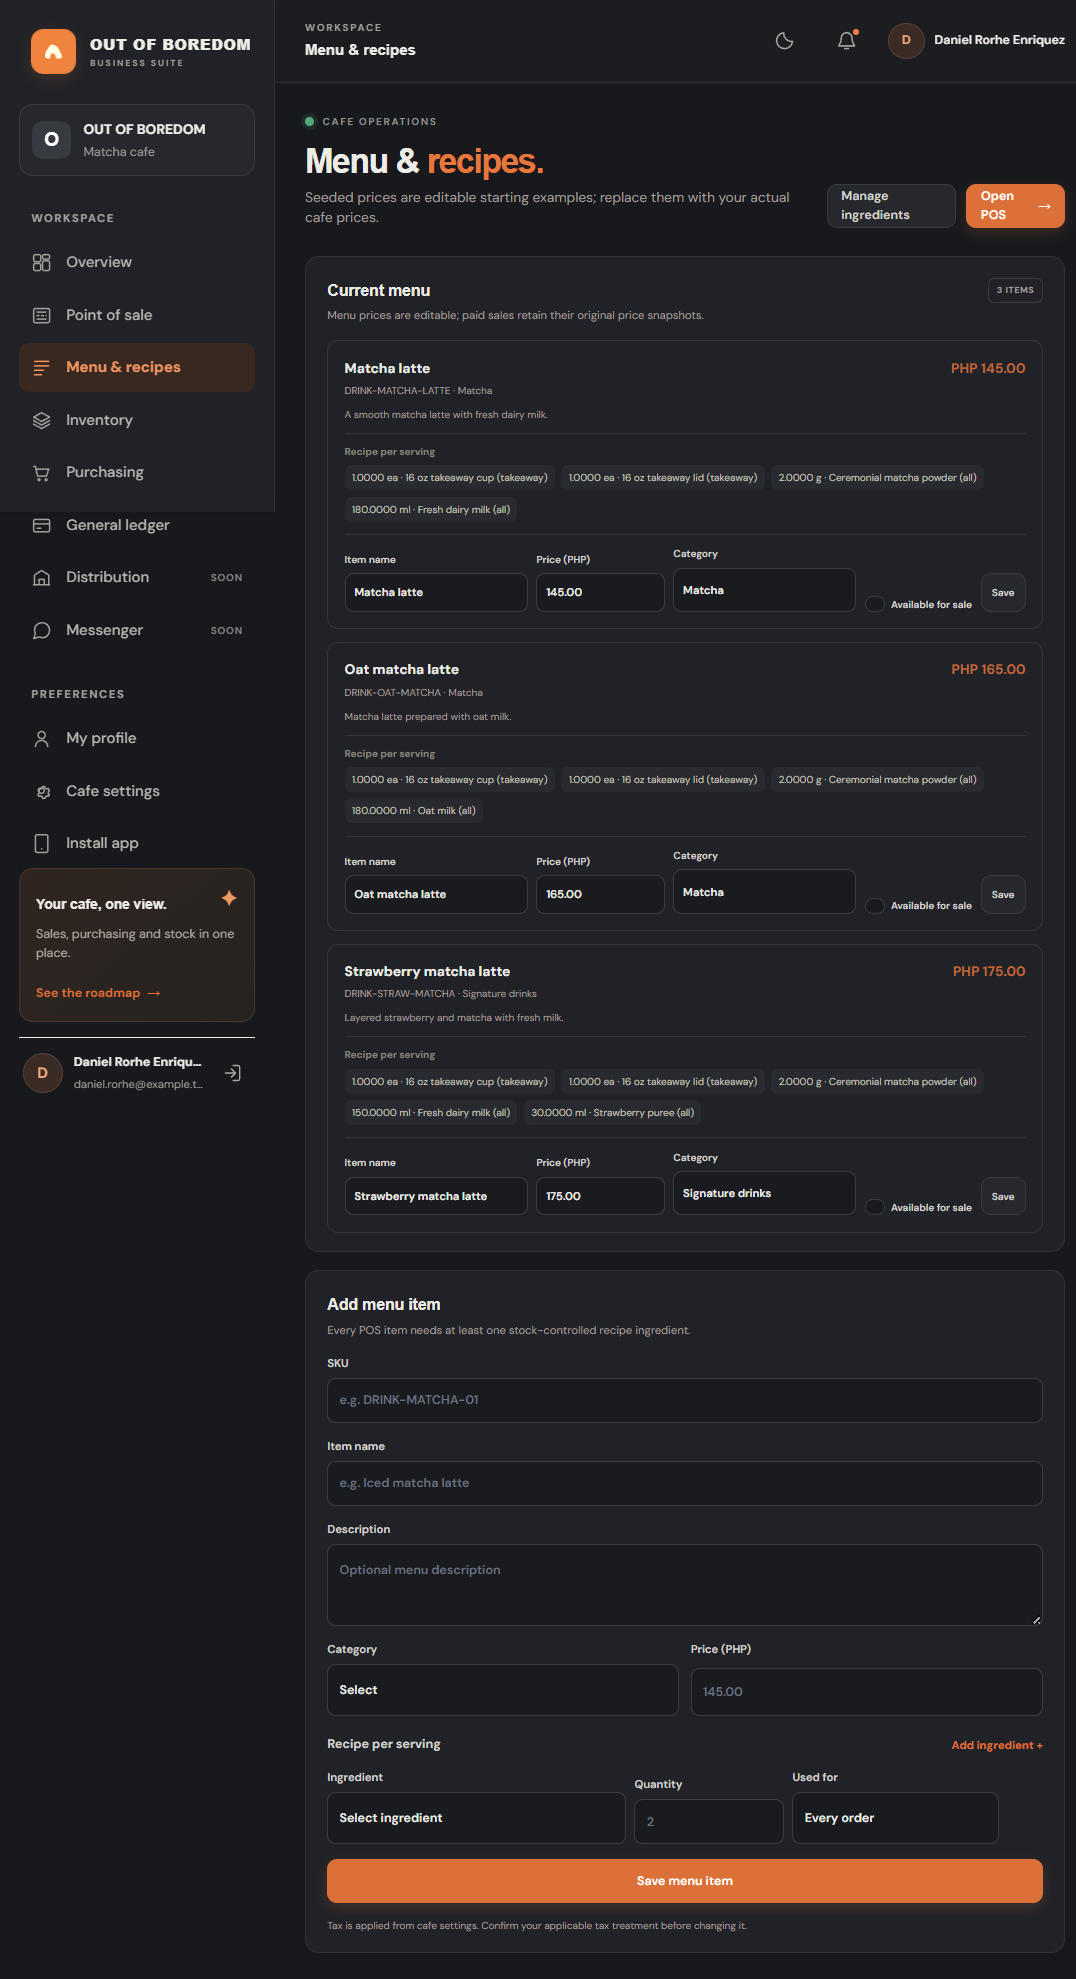 OUT OF BOREDOM
BUSINESS SUITE
O
OUT OF BOREDOM
Matcha cafe
WORKSPACE
Overview
Point of sale
Menu & recipes
Inventory
Purchasing
General ledger
Distribution SOON
Messenger SOON
PREFERENCES
My profile
Cafe settings
Install app
Your cafe, one view.
Sales, purchasing and stock in one
place.
See the roadmap →
D
Daniel Rorhe Enriqu...
daniel.rorhe@example.t...
WORKSPACE
Menu & recipes
D Daniel Rorhe Enriquez
CAFE OPERATIONS
Menu & recipes.
Seeded prices are editable starting examples; replace them with your actual
cafe prices.
Manage
ingredients
Open
POS →
Current menu
3 ITEMS
Menu prices are editable; paid sales retain their original price snapshots.
Matcha latte PHP 145.00
DRINK-MATCHA-LATTE · Matcha
A smooth matcha latte with fresh dairy milk.
Recipe per serving
1.0000 ea · 16 oz takeaway cup (takeaway) 1.0000 ea · 16 oz takeaway lid (takeaway) 2.0000 g · Ceremonial matcha powder (all)
180.0000 ml · Fresh dairy milk (all)
Item name Price (PHP) Category
Matcha latte 145.00 Matcha Available for sale Save
Oat matcha latte PHP 165.00
DRINK-OAT-MATCHA · Matcha
Matcha latte prepared with oat milk.
Recipe per serving
1.0000 ea · 16 oz takeaway cup (takeaway) 1.0000 ea · 16 oz takeaway lid (takeaway) 2.0000 g · Ceremonial matcha powder (all)
180.0000 ml · Oat milk (all)
Item name Price (PHP) Category
Oat matcha latte 165.00 Matcha Available for sale Save
Strawberry matcha latte PHP 175.00
DRINK-STRAW-MATCHA · Signature drinks
Layered strawberry and matcha with fresh milk.
Recipe per serving
1.0000 ea · 16 oz takeaway cup (takeaway) 1.0000 ea · 16 oz takeaway lid (takeaway) 2.0000 g · Ceremonial matcha powder (all)
150.0000 ml · Fresh dairy milk (all) 30.0000 ml · Strawberry puree (all)
Item name Price (PHP) Category
Strawberry matcha latte 175.00 Signature drinks Available for sale Save
Add menu item
Every POS item needs at least one stock-controlled recipe ingredient.
SKU
e.g. DRINK-MATCHA-01
Item name
e.g. Iced matcha latte
Description
Optional menu description
Category Price (PHP)
Select 145.00
Recipe per serving Add ingredient +
Ingredient Quantity Used for
Select ingredient 2 Every order
Save menu item
Tax is applied from cafe settings. Confirm your applicable tax treatment before changing it.